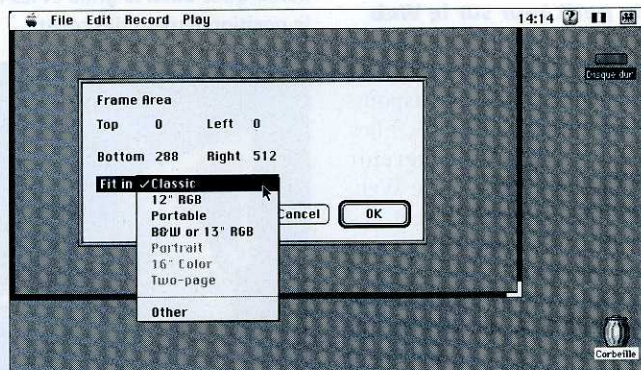 File Edit Record Play 14:14
Disque dur
Frame Area
Top 0 Left 0
Bottom 288 Right 512
Fit in ✓Classic
12" RGB
Portable
B&W or 13" RGB
Portrait
16" Color
Two-page
Other
Cancel OK
Corbeille